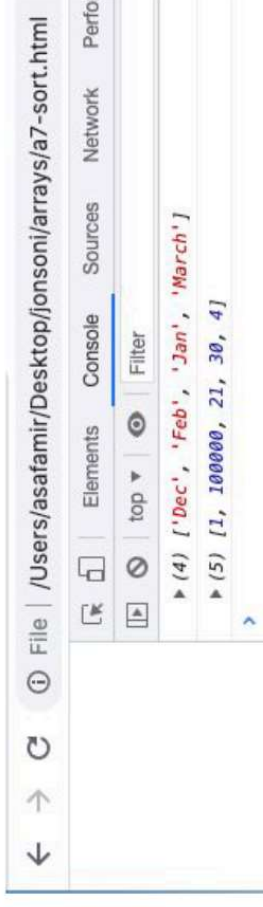 File | /Users/asafamir/Desktop/jonsoni/arrays/a7-sort.html
Elements Console Sources Network Perfo
top ▾ Filter
▸ (4) ['Dec', 'Feb', 'Jan', 'March']
▸ (5) [1, 100000, 21, 30, 4]